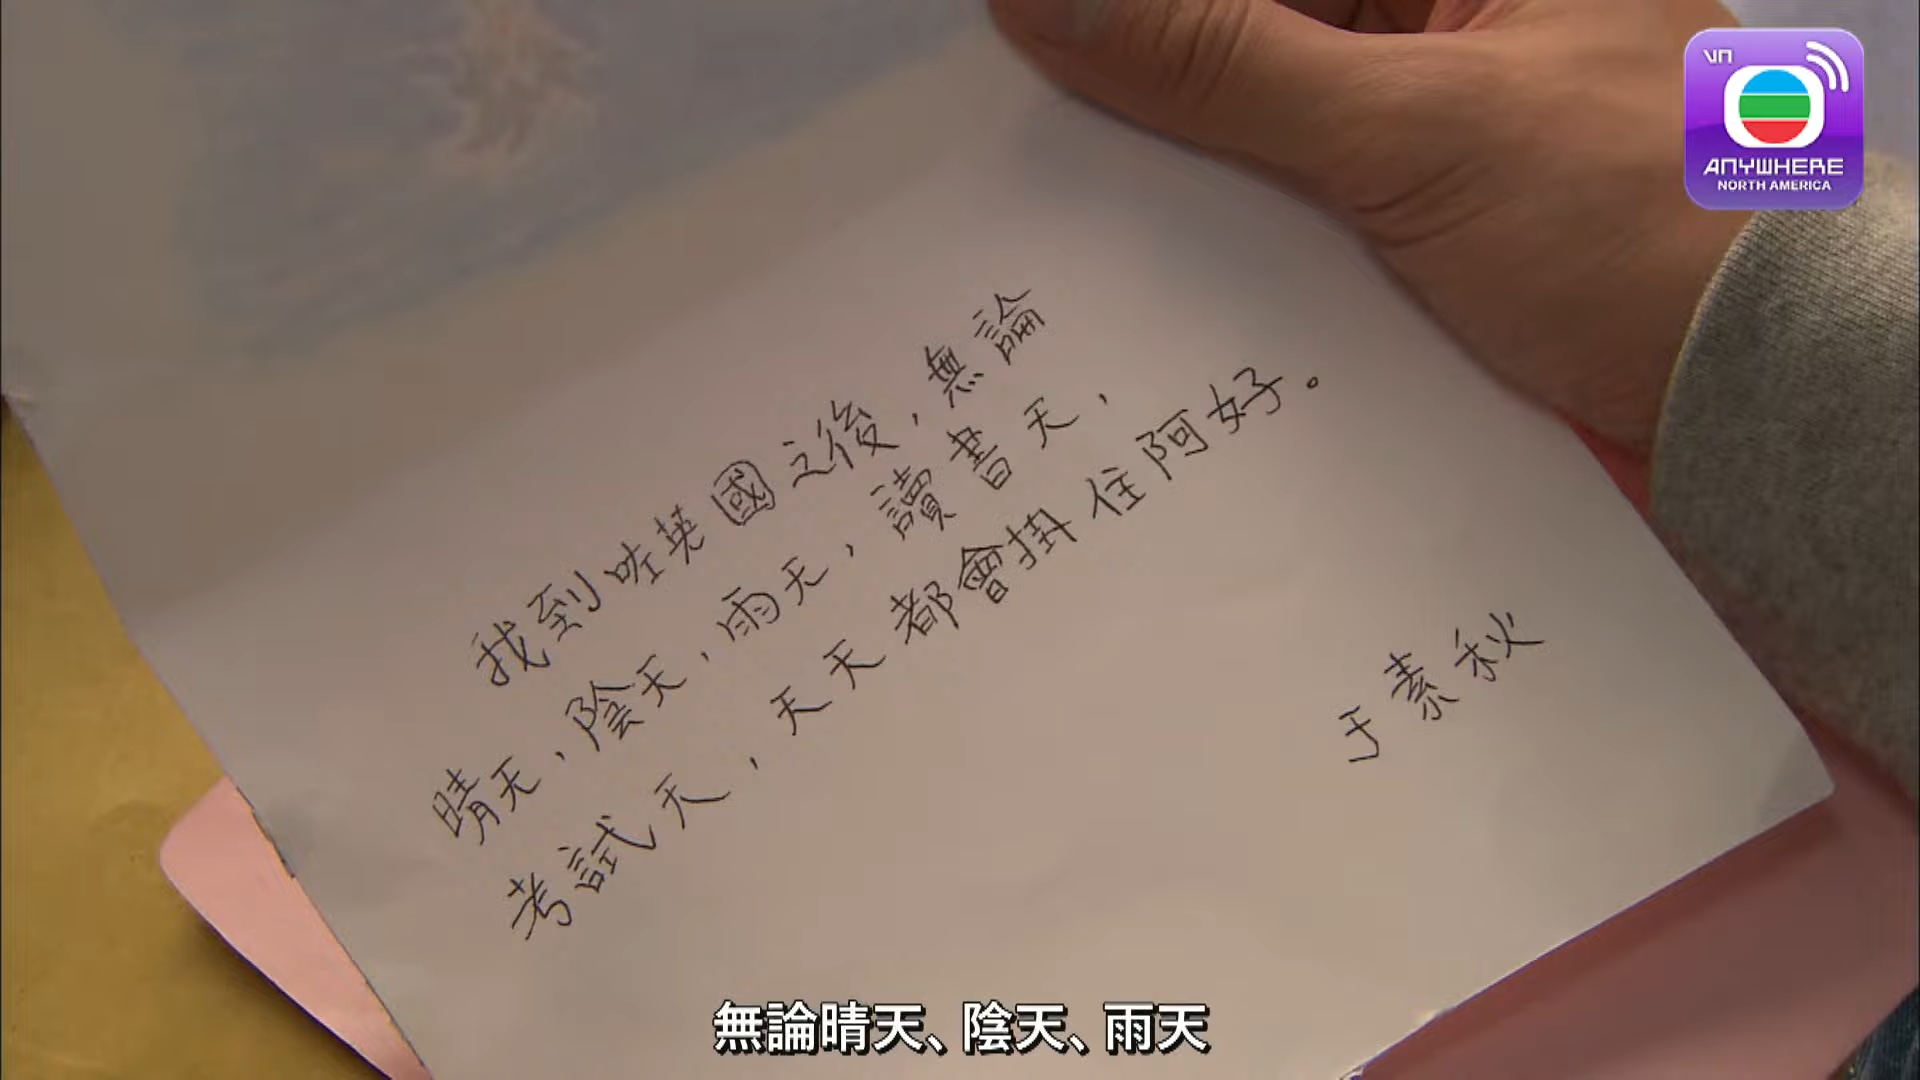 VN
ANYWHERE
NORTH AMERICA
我到咗英國之後，無論
晴天，陰天，雨天，讀書天，
考試天，天天都會掛住阿好。
于素秋
無論晴天、陰天、雨天